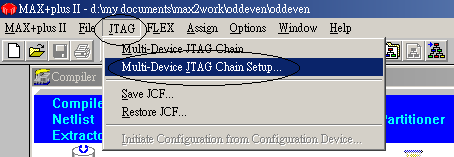 MAX+plus II - d:\my documents\max2work\oddeven\oddeven
MAX+plus II File JTAG FLEX Assign Options Window Help
Multi-Device JTAG Chain
Multi-Device JTAG Chain Setup...
Save JCF...
Restore JCF...
Initiate Configuration from Configuration Device...
Compiler
Compile
Netlist
Extracto
Partitioner